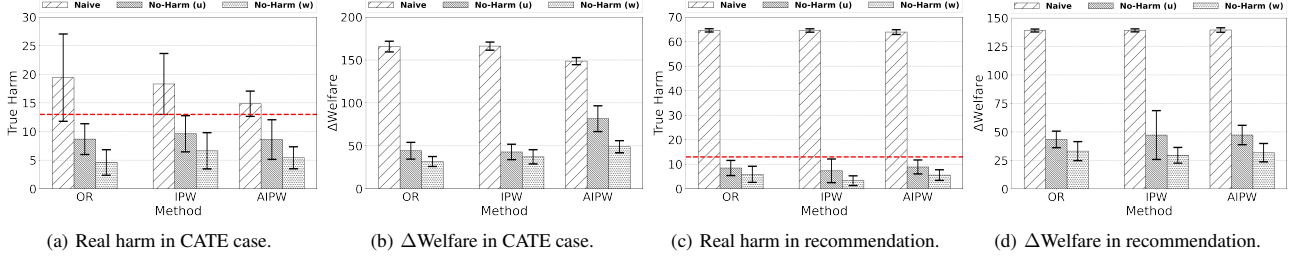 Naive No-Harm (u) No-Harm (w)
True Harm
30
25
20
15
10
5
0
OR IPW AIPW
Method
(a) Real harm in CATE case.
Naive No-Harm (u) No-Harm (w)
ΔWelfare
200
150
100
50
0
OR IPW AIPW
Method
(b) ΔWelfare in CATE case.
Naive No-Harm (u) No-Harm (w)
True Harm
70
60
50
40
30
20
10
0
OR IPW AIPW
Method
(c) Real harm in recommendation.
Naive No-Harm (u) No-Harm (w)
ΔWelfare
150
125
100
75
50
25
0
OR IPW AIPW
Method
(d) ΔWelfare in recommendation.